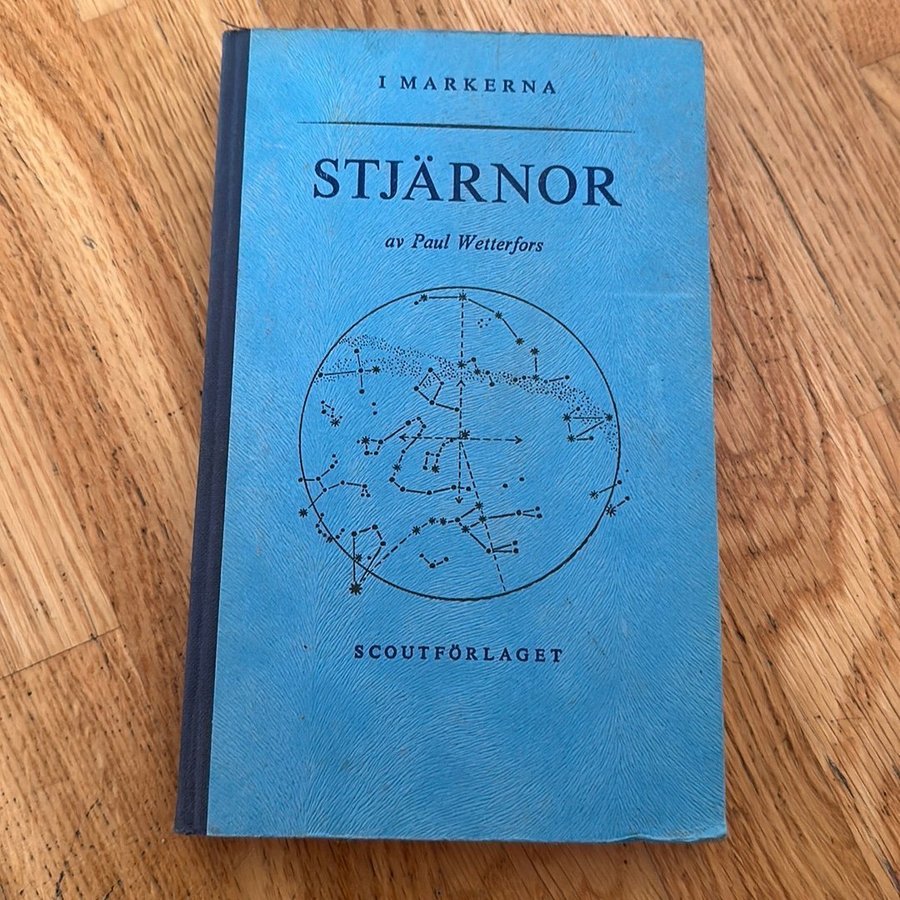 I MARKERNA
STJÄRNOR
av Paul Wetterfors
SCOUTFÖRLAGET